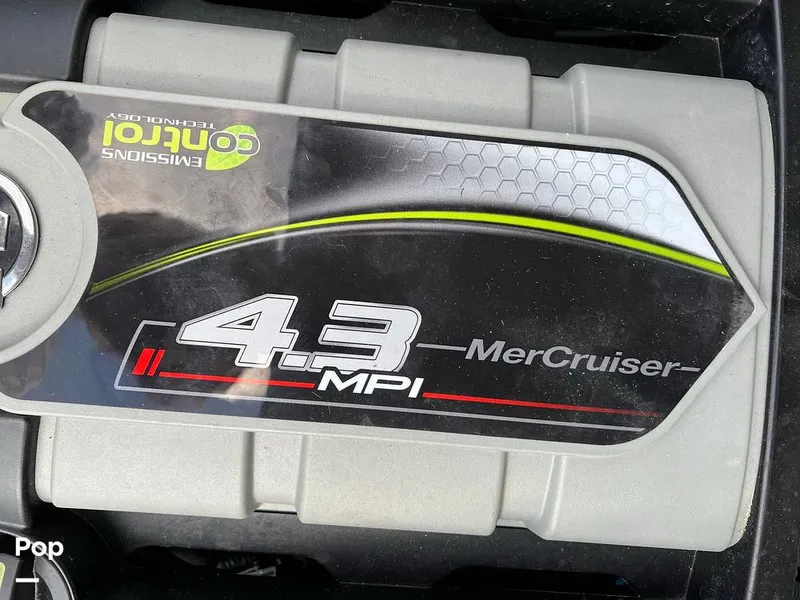 EMISSIONS
control
TECHNOLOGY
4.3
MPI
MerCruiser
Pop